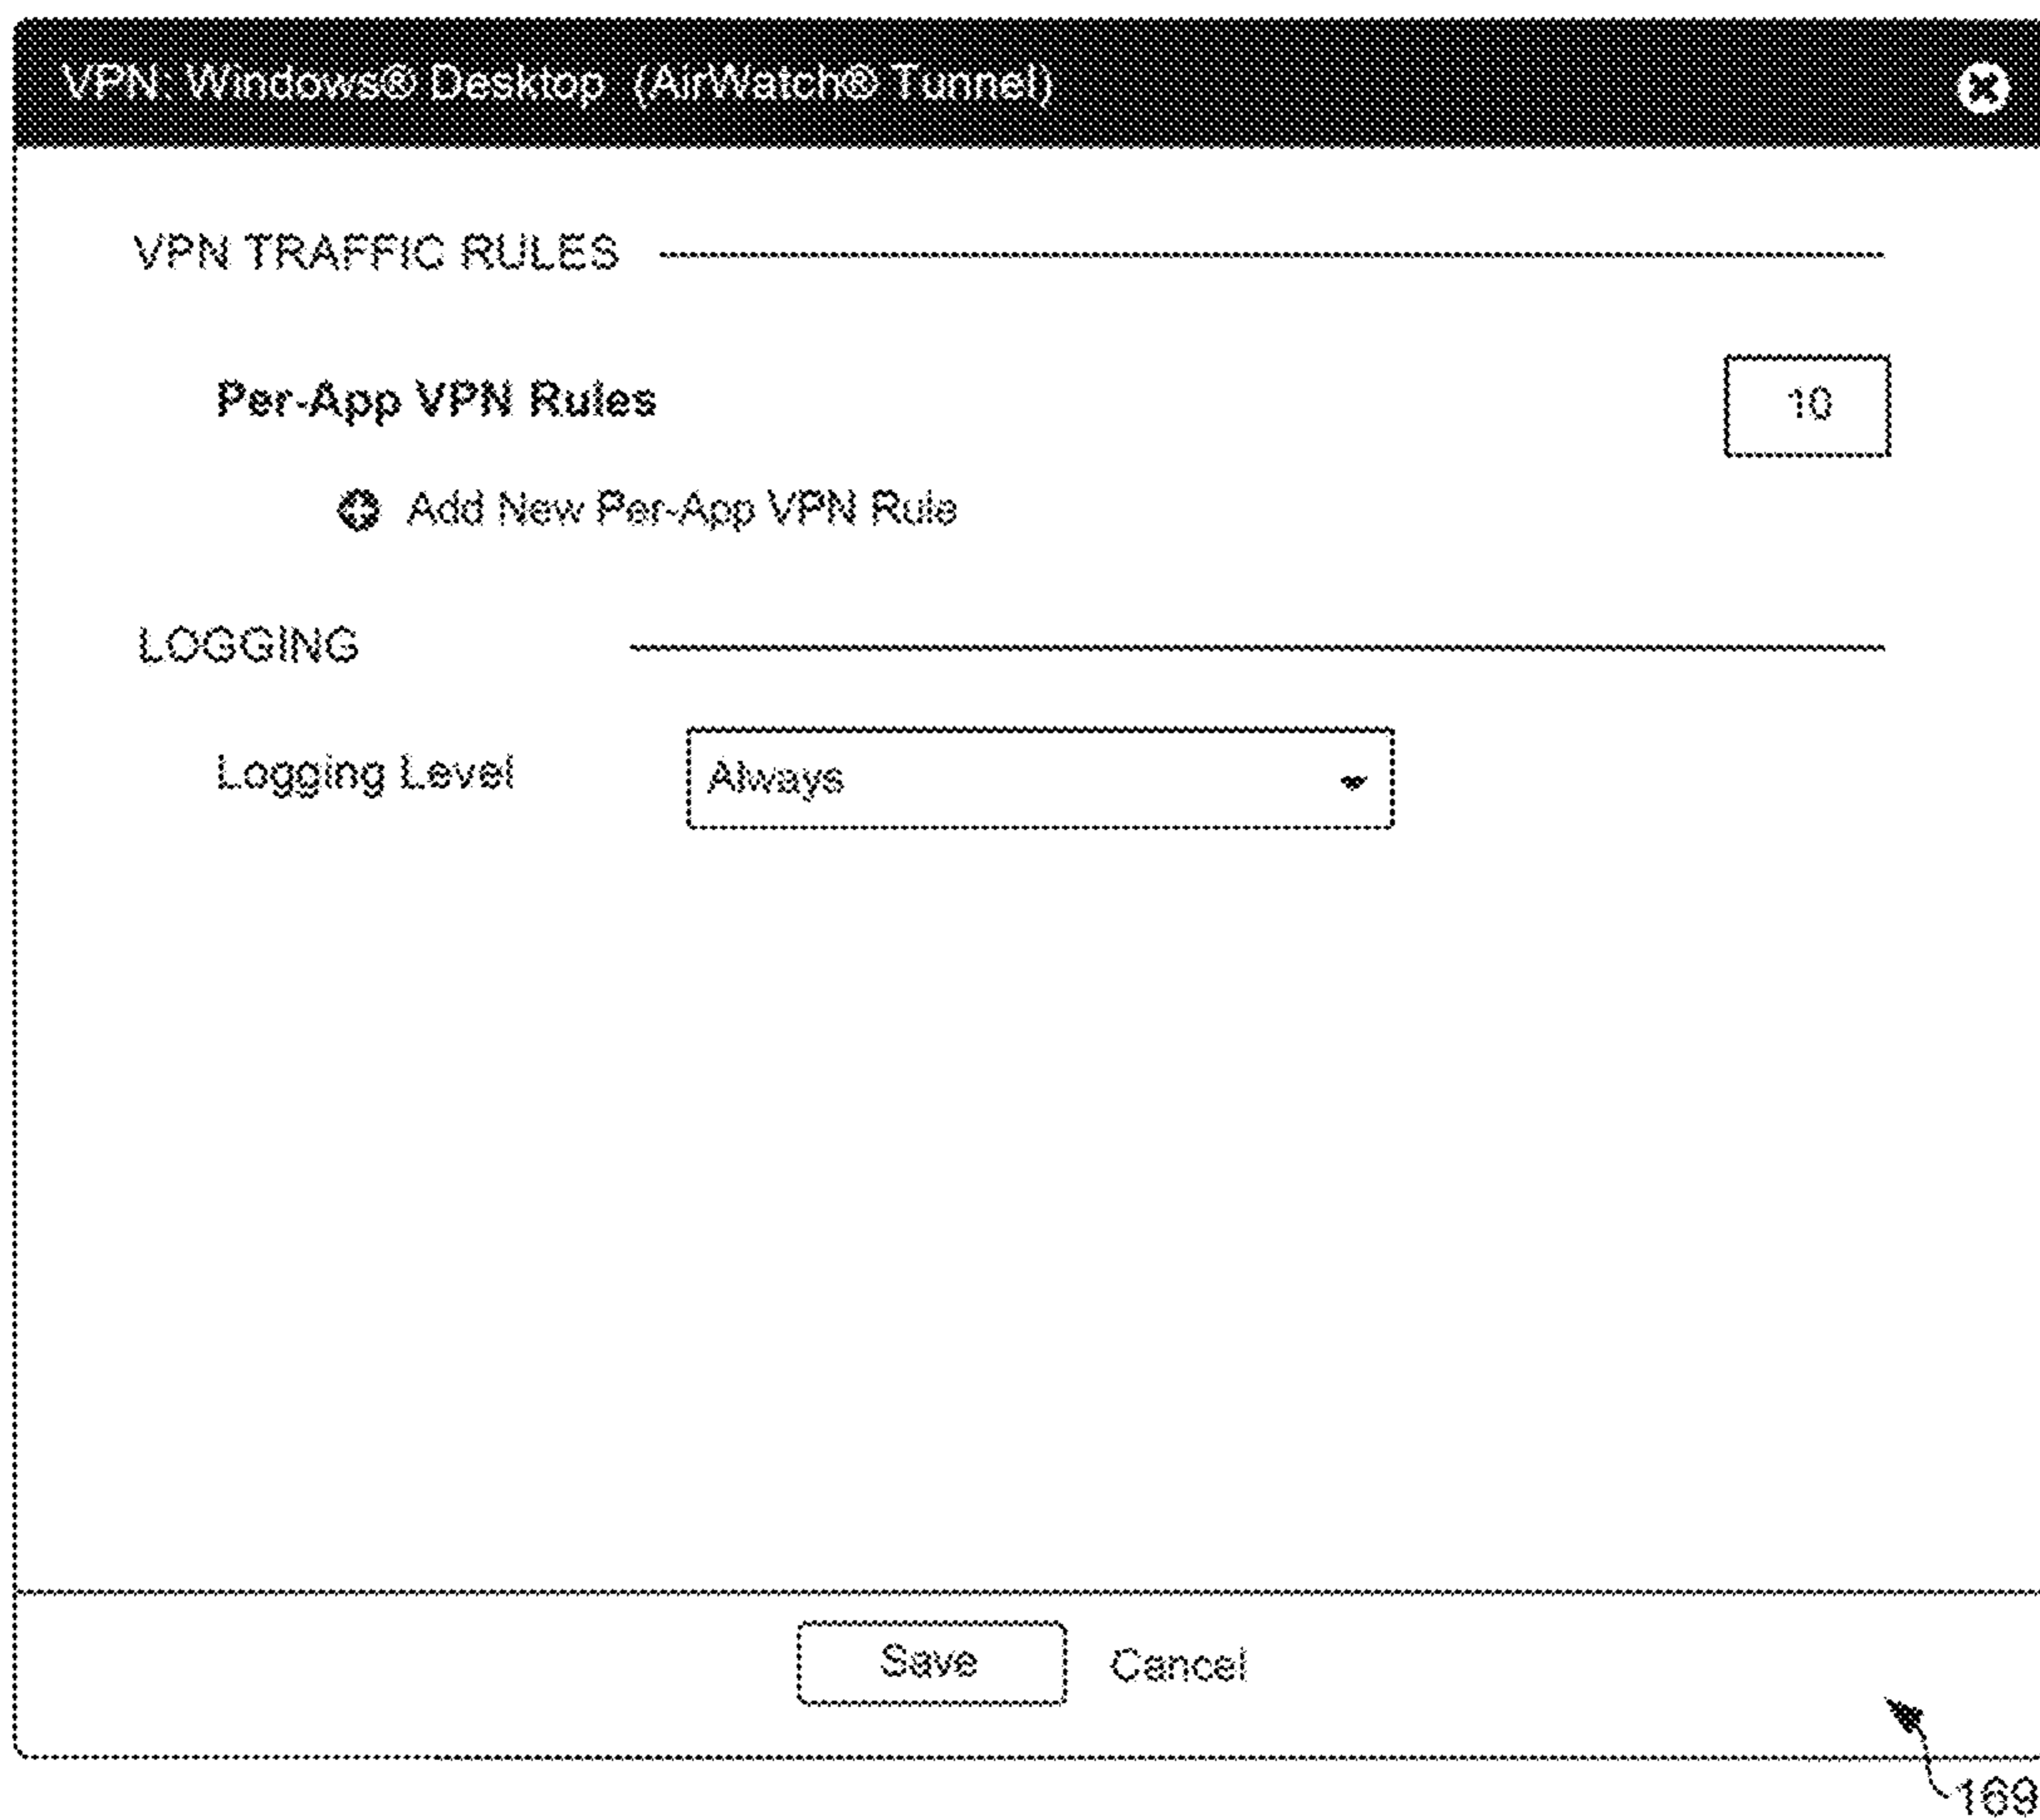 VPN: Windows® Desktop (AirWatch® Tunnel)
VPN TRAFFIC RULES
Per-App VPN Rules 10
Add New Per-App VPN Rule
LOGGING
Logging Level Always
Save Cancel
169